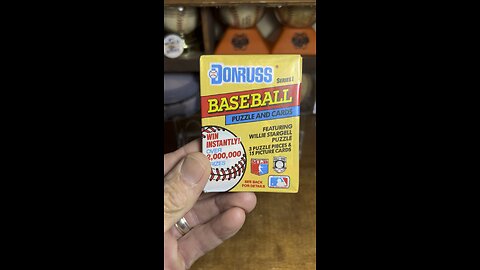 DONRUSS
SERIES 1
BASEBALL
PUZZLE AND CARDS
WIN
INSTANTLY!
OVER
2,000,000
PRIZES
FEATURING
WILLIE STARGELL
PUZZLE
3 PUZZLE PIECES &
15 PICTURE CARDS
SEE BACK
FOR DETAILS